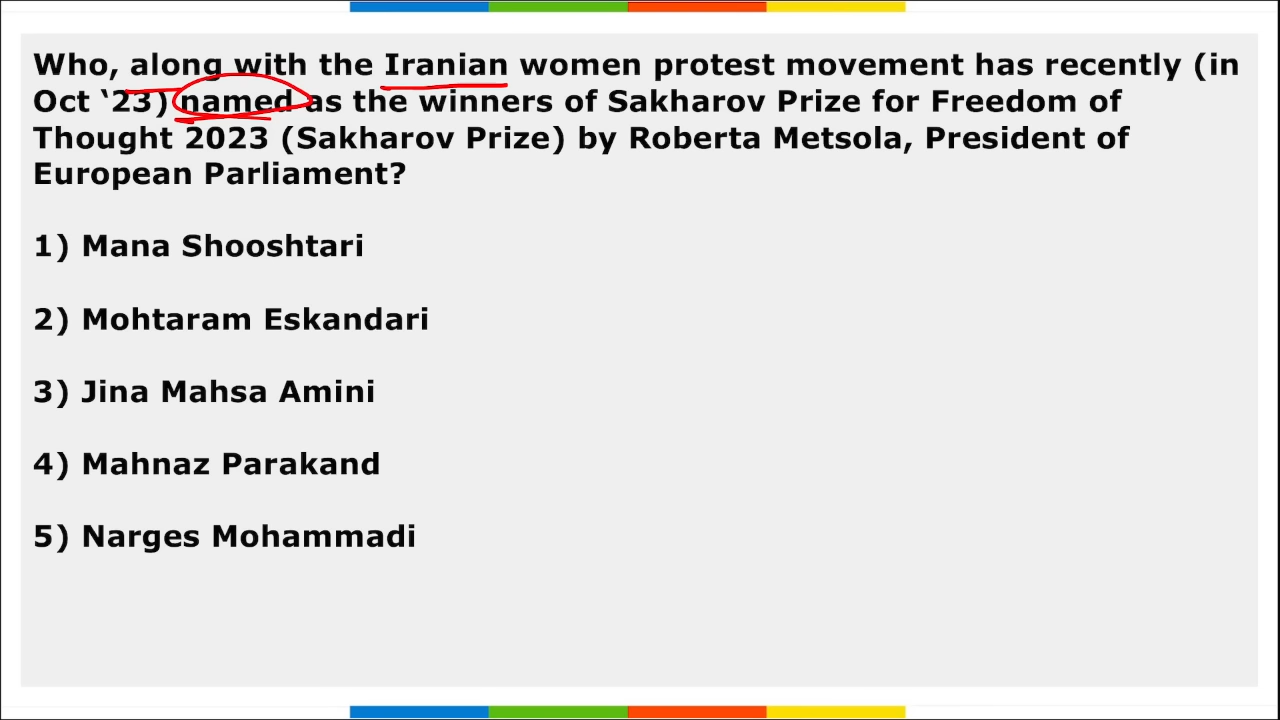 Who, along with the Iranian women protest movement has recently (in
Oct ‘23) named as the winners of Sakharov Prize for Freedom of
Thought 2023 (Sakharov Prize) by Roberta Metsola, President of
European Parliament?
1) Mana Shooshtari
2) Mohtaram Eskandari
3) Jina Mahsa Amini
4) Mahnaz Parakand
5) Narges Mohammadi